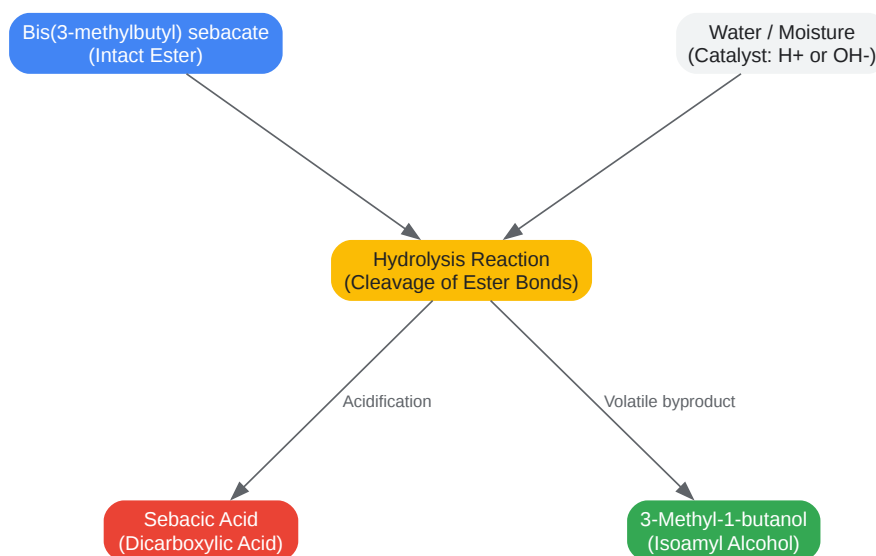 Bis(3-methylbutyl) sebacate
(Intact Ester)
Water / Moisture
(Catalyst: H+ or OH-)
Hydrolysis Reaction
(Cleavage of Ester Bonds)
Acidification
Volatile byproduct
Sebacic Acid
(Dicarboxylic Acid)
3-Methyl-1-butanol
(Isoamyl Alcohol)